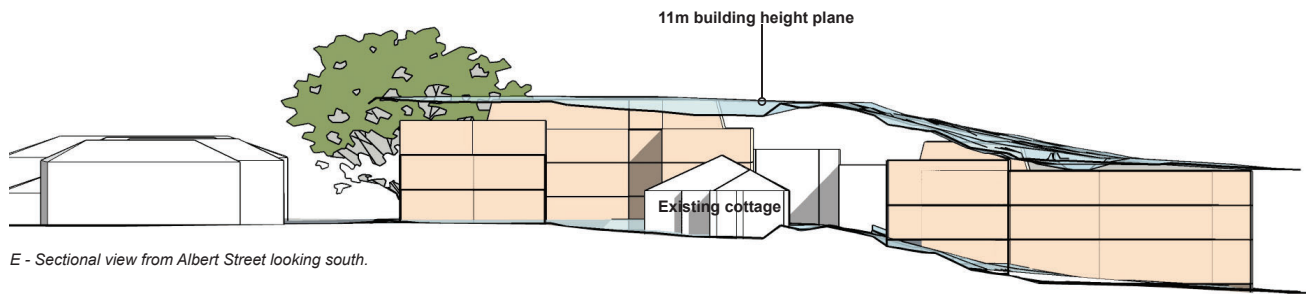 11m building height plane
Existing cottage
E - Sectional view from Albert Street looking south.